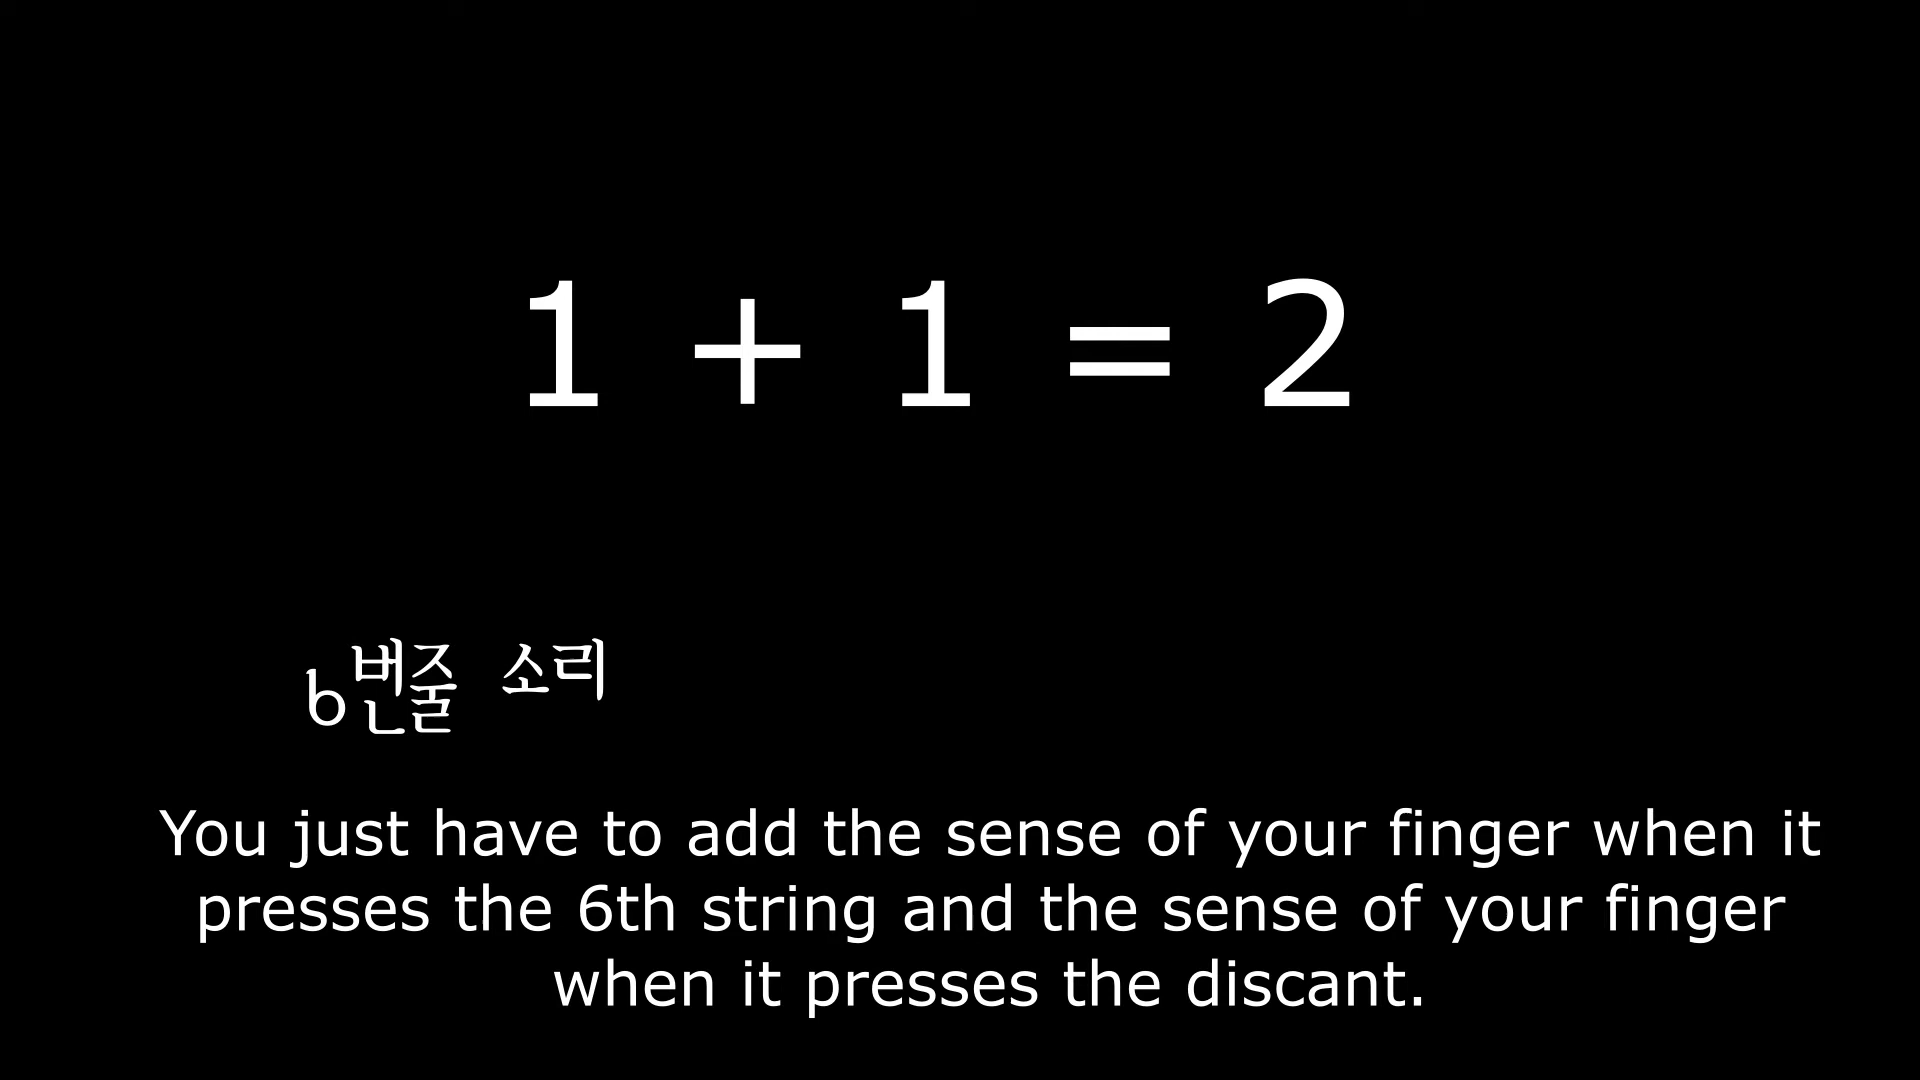 1 + 1 = 2
6번줄 소리
You just have to add the sense of your finger when it
presses the 6th string and the sense of your finger
when it presses the discant.